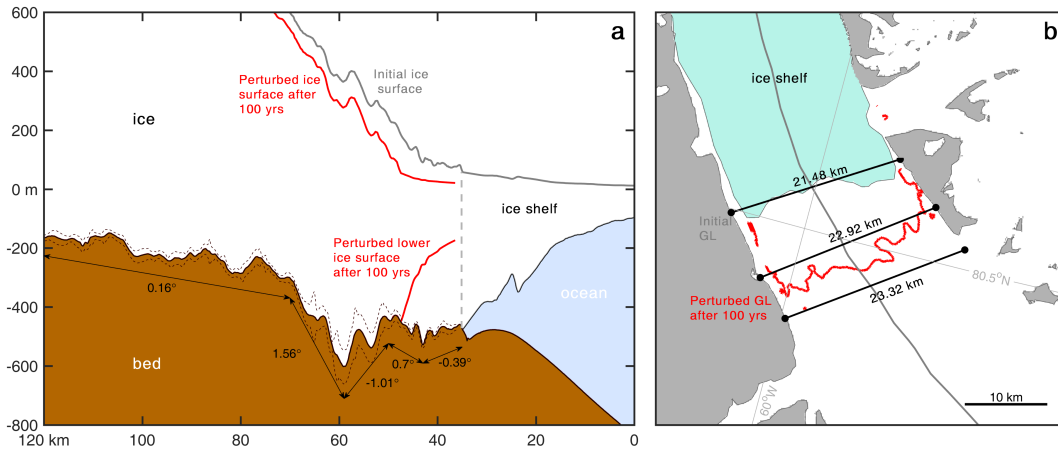 600
400
200
0 m
-200
-400
-600
-800
120 km
100
80
60
40
20
0
a
Perturbed ice
surface after
100 yrs
Initial ice
surface
ice
ice shelf
Perturbed lower
ice surface
after 100 yrs
ocean
bed
0.16°
1.56°
-1.01°
0.7°
-0.39°
b
ice shelf
21.48 km
Initial
GL
22.92 km
23.32 km
80.5°N
Perturbed GL
after 100 yrs
60°W
10 km